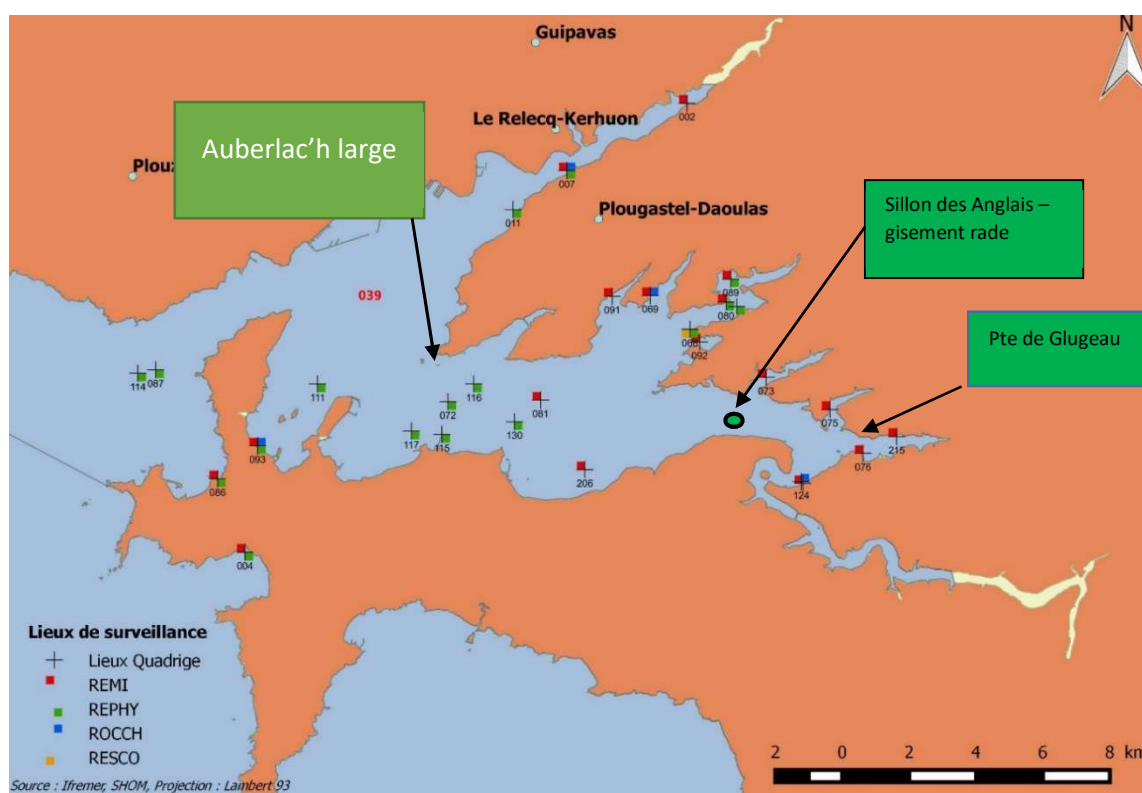 Guipavas
N
Le Relecq-Kerhuon
002
Auberlac'h large
007
Plougastel-Daoulas
Sillon des Anglais –
gisement rade
011
039
089
091
069
080
Pte de Glugeau
092
114
087
111
116
073
072
081
075
130
117
115
215
093
076
206
086
124
004
Lieux de surveillance
Lieux Quadrige
REMI
REPHY
ROCCH
RESCO
2 0 2 4 6 8 km
Source : Ifremer, SHOM, Projection : Lambert 93